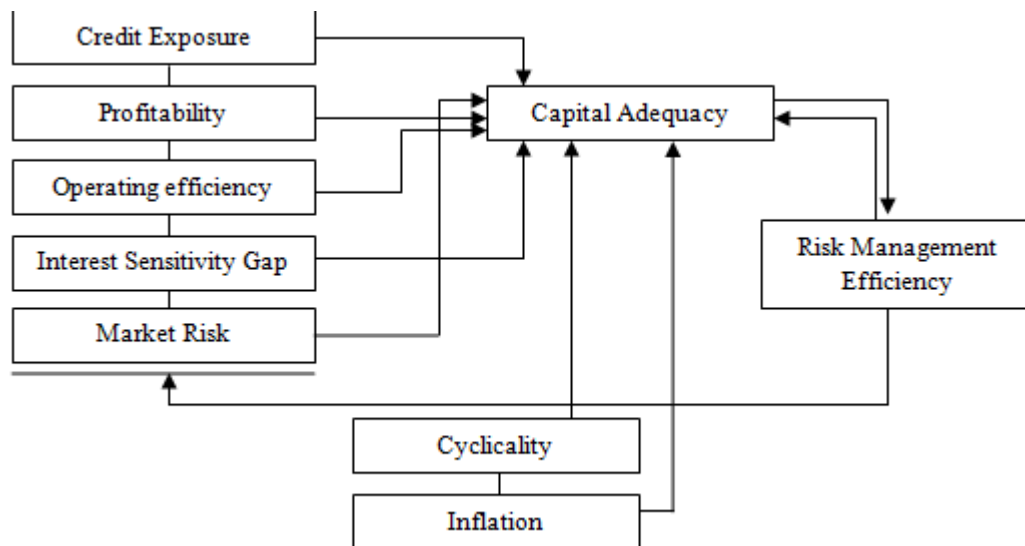 Credit Exposure
Profitability
Capital Adequacy
Operating efficiency
Interest Sensitivity Gap
Risk Management
Efficiency
Market Risk
Cyclicality
Inflation